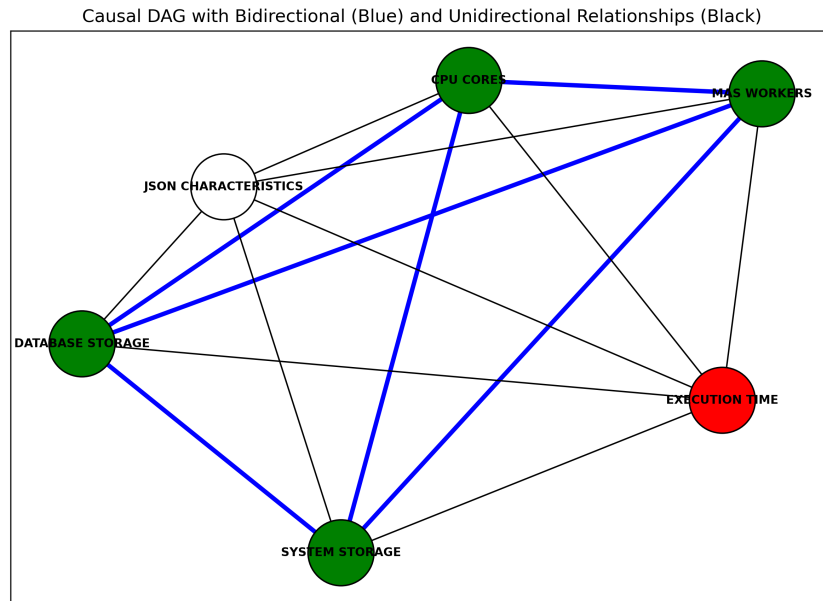 Causal DAG with Bidirectional (Blue) and Unidirectional Relationships (Black)
CPU CORES
MAS WORKERS
JSON CHARACTERISTICS
DATABASE STORAGE
EXECUTION TIME
SYSTEM STORAGE